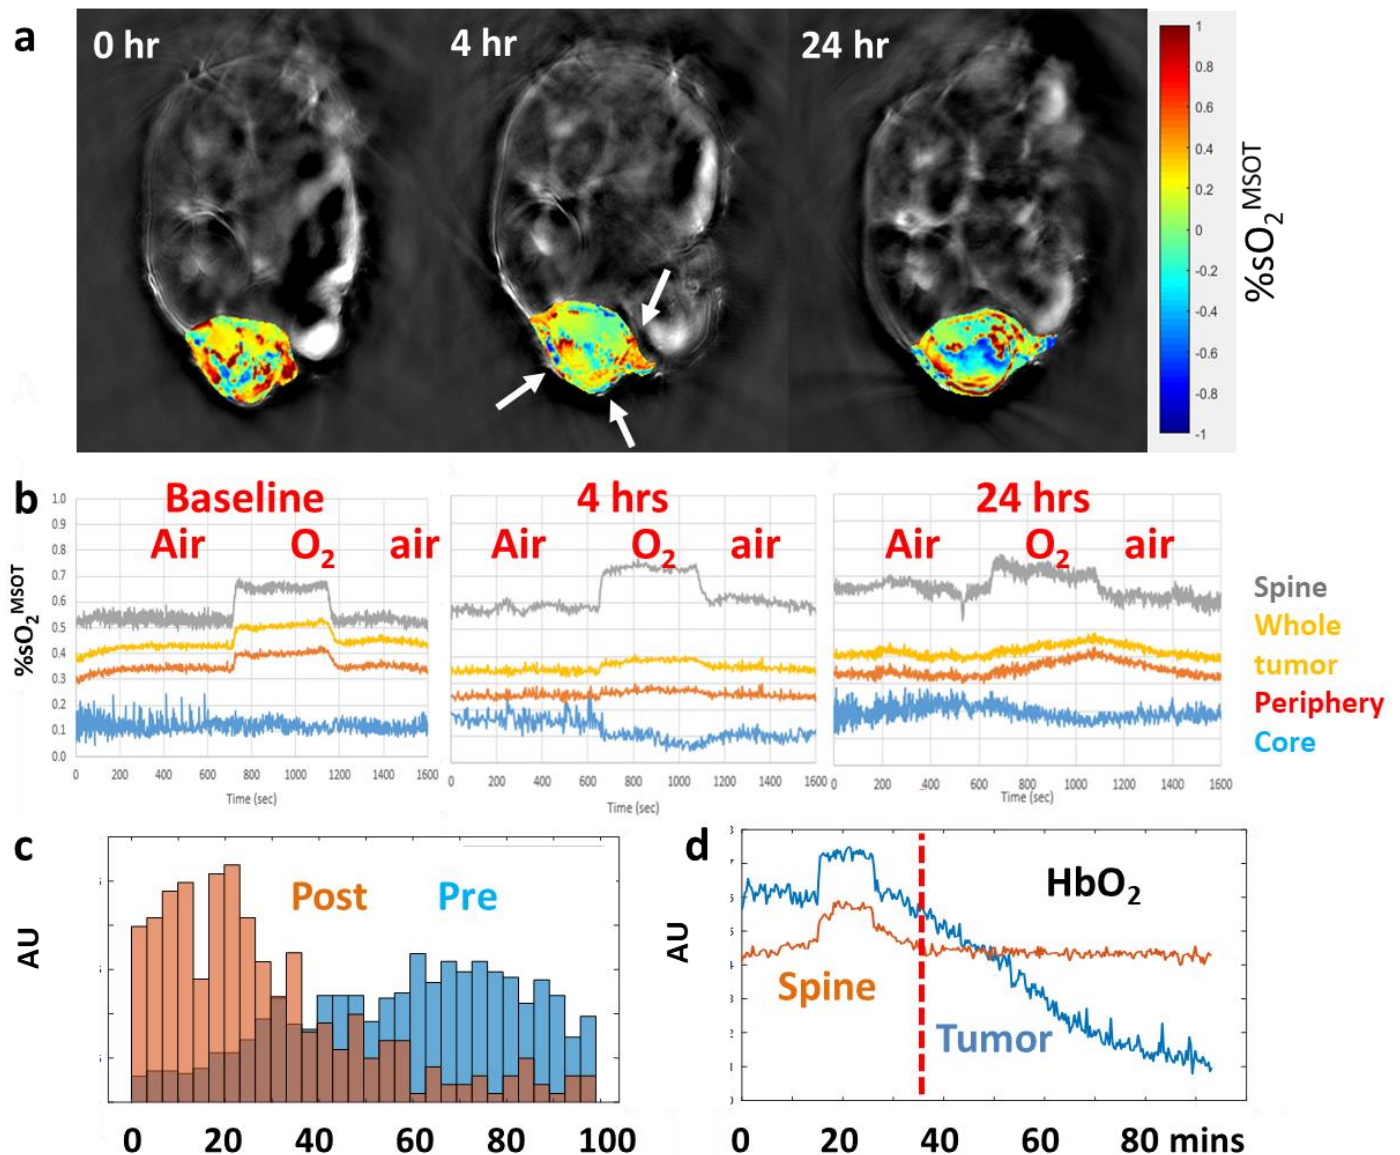 a
0 hr
4 hr
24 hr
1
0.8
0.6
0.4
0.2
0
-0.2
-0.4
-0.6
-0.8
-1
%sO2 MSOT
b
Baseline
Air O2 air
4 hrs
Air O2 air
24 hrs
Air O2 air
%sO2 MSOT
1.0
0.9
0.8
0.7
0.6
0.5
0.4
0.3
0.2
0.1
0.0
0 200 400 600 800 1000 1200 1400 1600
Time (sec)
0 200 400 600 800 1000 1200 1400 1600
Time (sec)
0 200 400 600 800 1000 1200 1400 1600
Time (sec)
Spine
Whole
tumor
Periphery
Core
c
Post Pre
AU
0 20 40 60 80 100
d
HbO2
AU
Spine
Tumor
0 20 40 60 80 mins